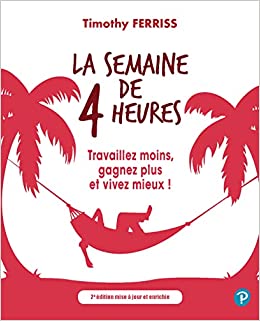 Timothy FERRISS
LA SEMAINE
DE
4 HEURES
Travaillez moins,
gagnez plus
et vivez mieux !
2e édition mise à jour et enrichie
P